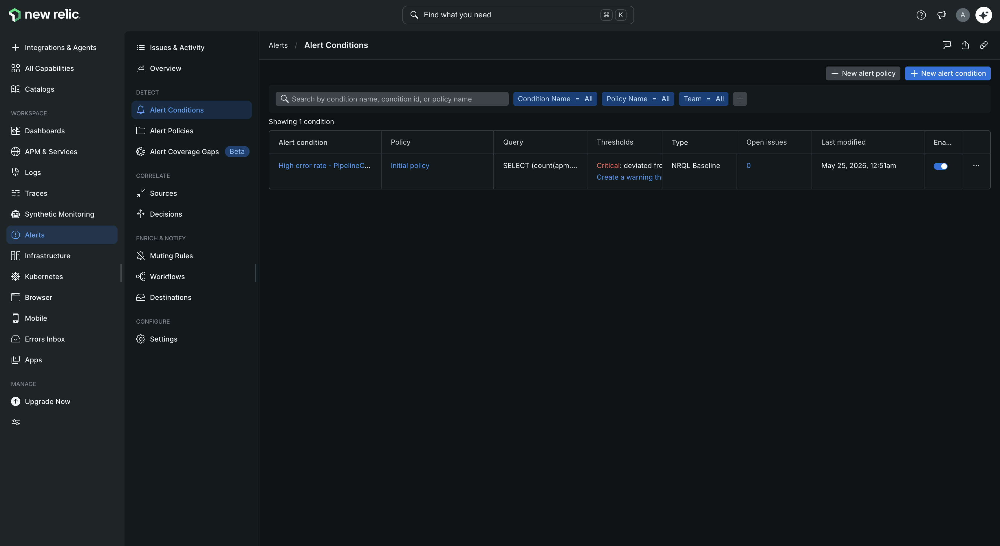 new relic.
Find what you need
⌘ K
A
Integrations & Agents
All Capabilities
Catalogs
WORKSPACE
Dashboards
APM & Services
Logs
Traces
Synthetic Monitoring
Alerts
Infrastructure
Kubernetes
Browser
Mobile
Errors Inbox
Apps
MANAGE
Upgrade Now
Issues & Activity
Overview
DETECT
Alert Conditions
Alert Policies
Alert Coverage Gaps Beta
CORRELATE
Sources
Decisions
ENRICH & NOTIFY
Muting Rules
Workflows
Destinations
CONFIGURE
Settings
Alerts / Alert Conditions
New alert policy New alert condition
Search by condition name, condition id, or policy name Condition Name = All Policy Name = All Team = All
Showing 1 condition
Alert condition Policy Query Thresholds Type Open issues Last modified Ena...
High error rate - PipelineC... Initial policy SELECT (count(apm.... Critical: deviated frc NRQL Baseline 0 May 25, 2026, 12:51am ...
Create a warning th